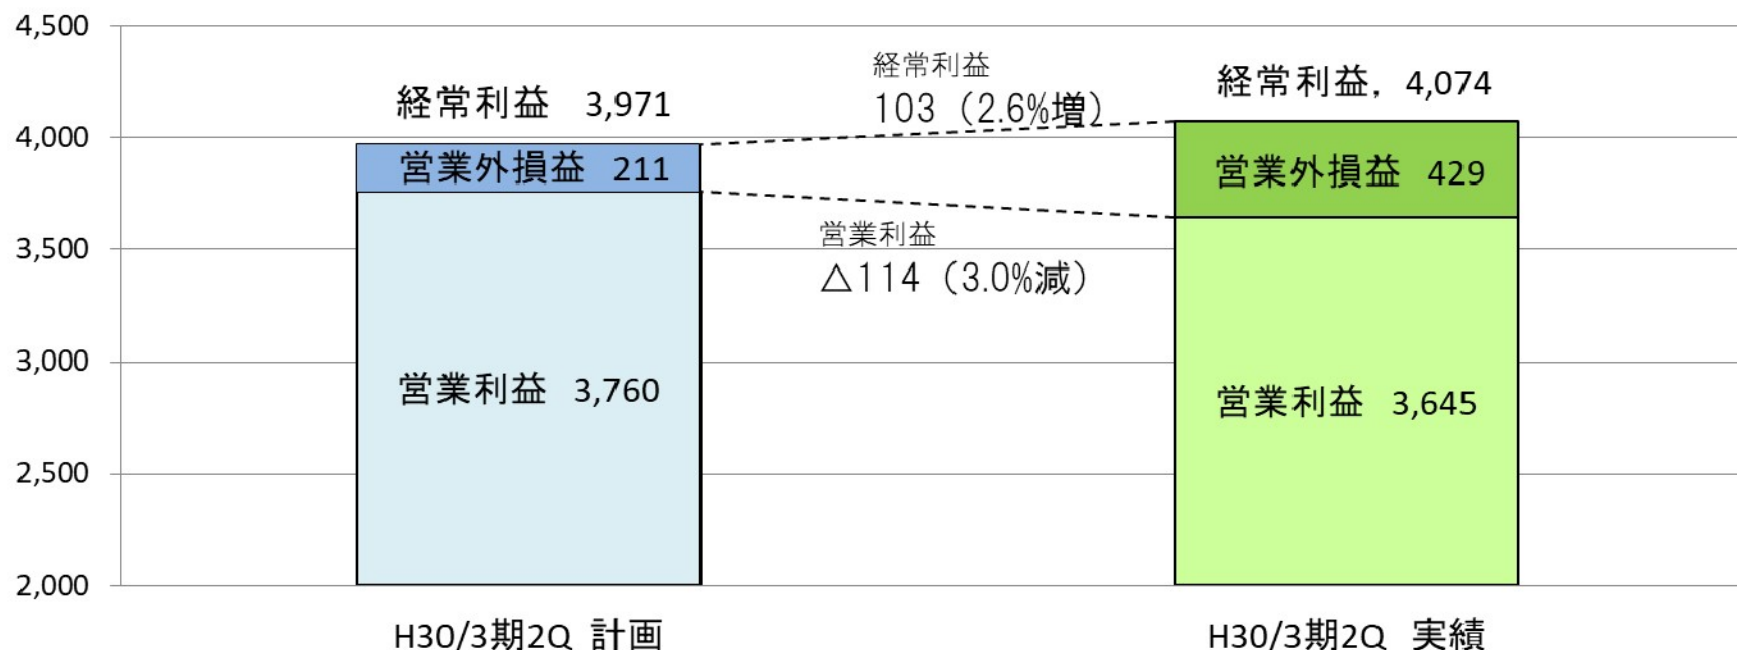 4,500
4,000
3,500
3,000
2,500
2,000
経常利益 3,971
営業外損益 211
営業利益 3,760
経常利益
103（2.6%増）
営業利益
△114（3.0%減）
経常利益, 4,074
営業外損益 429
営業利益 3,645
H30/3期2Q 計画
H30/3期2Q 実績